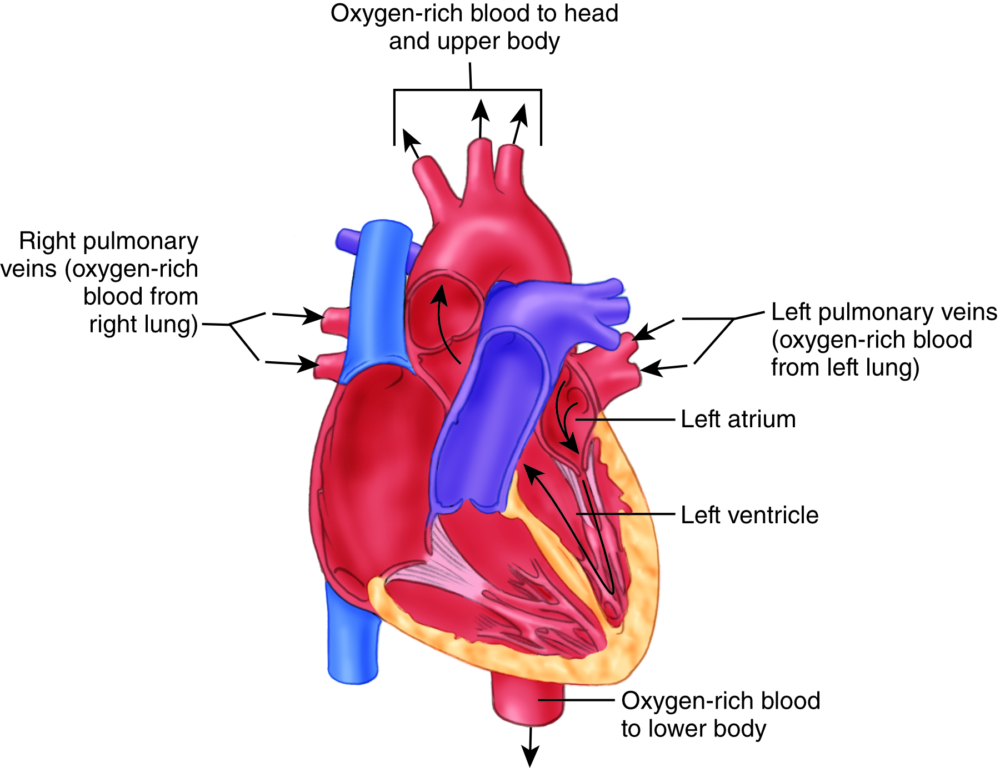 Oxygen-rich blood to head
and upper body
Right pulmonary
veins (oxygen-rich
blood from
right lung)
Left pulmonary veins
(oxygen-rich blood
from left lung)
Left atrium
Left ventricle
Oxygen-rich blood
to lower body